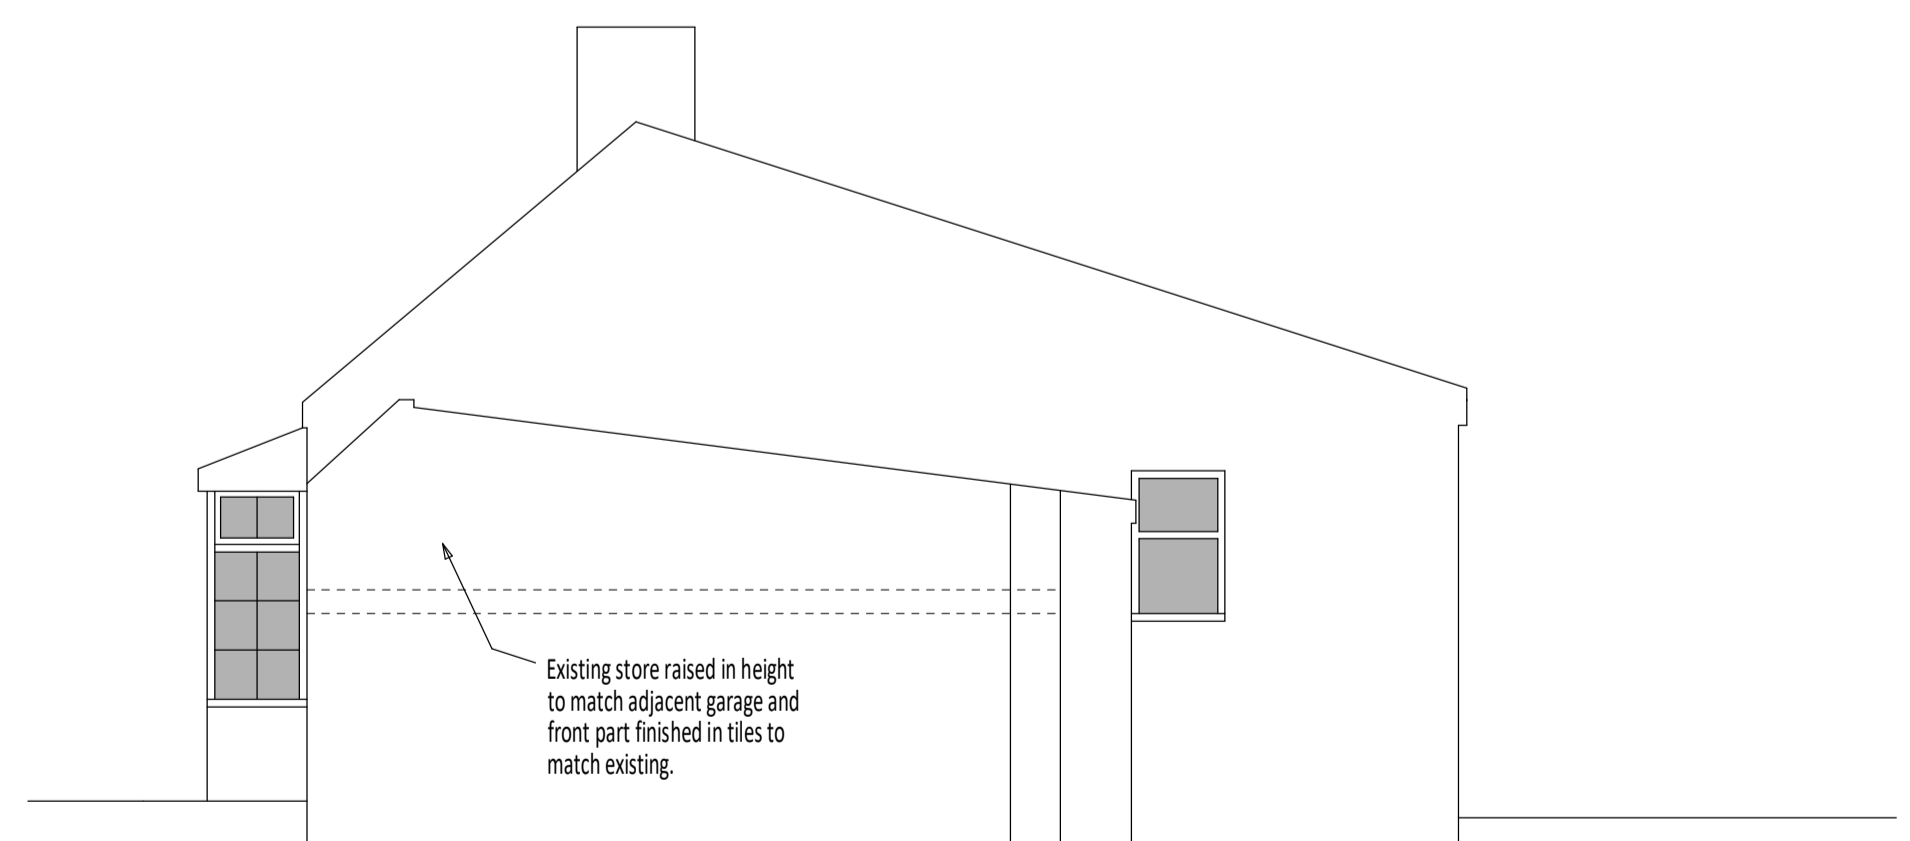 Existing store raised in height
to match adjacent garage and
front part finished in tiles to
match existing.